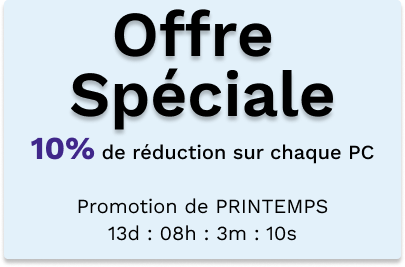 Offre
Spéciale
10% de réduction sur chaque PC
Promotion de PRINTEMPS
13d : 08h : 3m : 10s